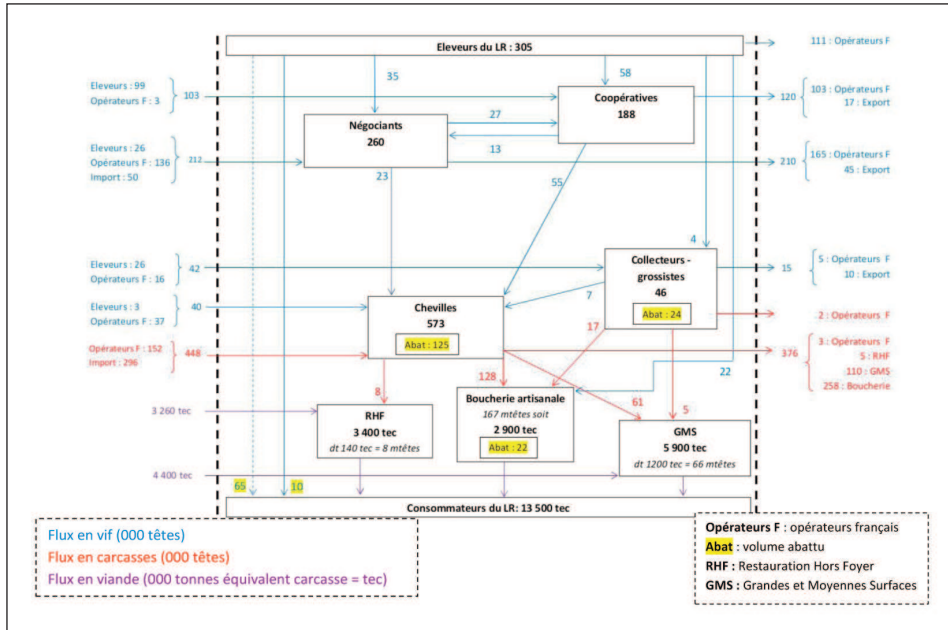 Eleveurs du LR : 305
111 : Opérateurs F
35
58
Eleveurs : 99
Opérateurs F : 3
103
Coopératives
188
120
103 : Opérateurs F
17 : Export
Négociants
260
27
13
Eleveurs : 26
Opérateurs F : 136
Import : 50
212
210
165 : Opérateurs F
45 : Export
23
55
4
Eleveurs : 26
Opérateurs F : 16
42
Collecteurs -
grossistes
46
Abat : 24
15
5 : Opérateurs F
10 : Export
7
Eleveurs : 3
Opérateurs F : 37
40
Chevilles
573
Abat : 125
2 : Opérateurs F
17
Opérateurs F : 152
Import : 296
448
376
3 : Opérateurs F
5 : RHF
110 : GMS
258 : Boucherie
22
8
128
61
5
3 260 tec
RHF
3 400 tec
dt 140 tec = 8 mtêtes
Boucherie artisanale
167 mtêtes soit
2 900 tec
Abat : 22
GMS
5 900 tec
dt 1200 tec = 66 mtêtes
4 400 tec
65
10
Consommateurs du LR: 13 500 tec
Flux en vif (000 têtes)
Flux en carcasses (000 têtes)
Flux en viande (000 tonnes équivalent carcasse = tec)
Opérateurs F : opérateurs français
Abat : volume abattu
RHF : Restauration Hors Foyer
GMS : Grandes et Moyennes Surfaces